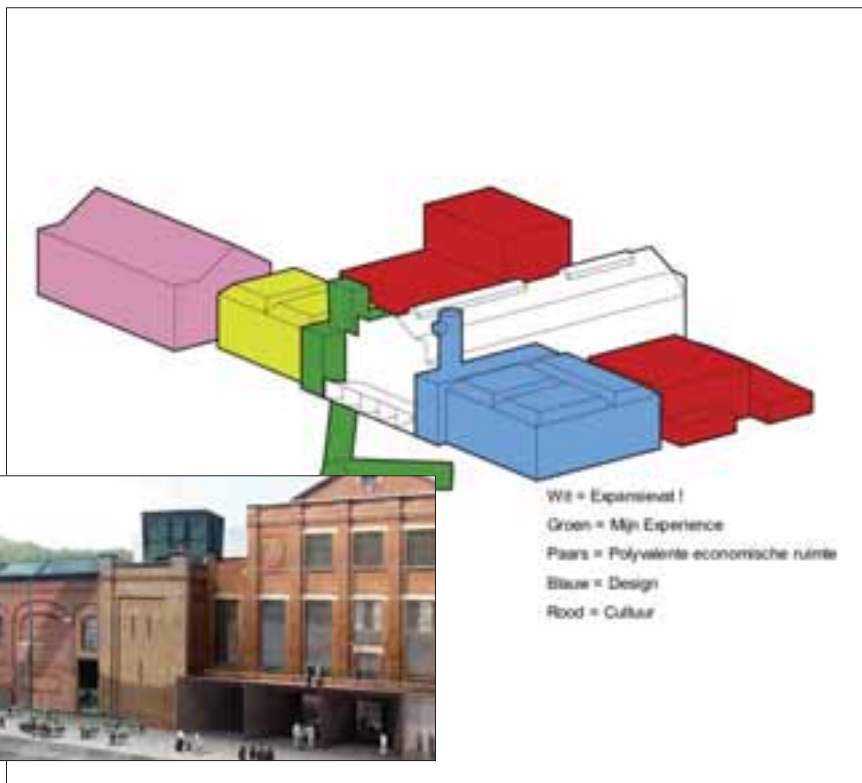 Wit = Expansievat !
Groen = Mijn Experience
Paars = Polyvalente economische ruimte
Blauw = Design
Rood = Cultuur